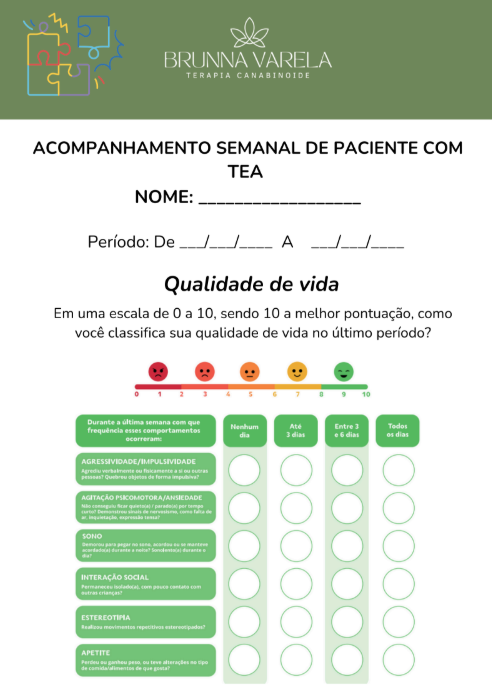 BRUNNA VARELA
TERAPIA CANABINOIDE
ACOMPANHAMENTO SEMANAL DE PACIENTE COM
TEA
NOME: ___________________
Período: De ___/___/____ A ___/___/____
Qualidade de vida
Em uma escala de 0 a 10, sendo 10 a melhor pontuação, como
você classifica sua qualidade de vida no último período?
0 1 2 3 4 5 6 7 8 9 10
Durante a última semana com que
frequência esses comportamentos
ocorreram:
Nenhum
dia
Até
3 dias
Entre 3
e 6 dias
Todos
os dias
AGRESSIVIDADE/IMPULSIVIDADE
Agrediu verbalmente ou fisicamente a si ou outras
pessoas? Quebrou objetos de forma impulsiva?
AGITAÇÃO PSICOMOTORA/ANSIEDADE
Não conseguiu ficar quieto(a) / parado(a) por tempo
curto? Demonstrou sinais de nervosismo, como falta de
ar, inquietação, expressão tensa?
SONO
Demorou para pegar no sono, acordou ou se manteve
acordado(a) durante a noite? Sonolento(a) durante o
dia?
INTERAÇÃO SOCIAL
Permaneceu isolado(a), com pouco contato com
outras crianças?
ESTEREOTIPIA
Realizou movimentos repetitivos estereotipados?
APETITE
Perdeu ou ganhou peso, ou teve alterações no tipo
de comida/alimentos de que gosta?